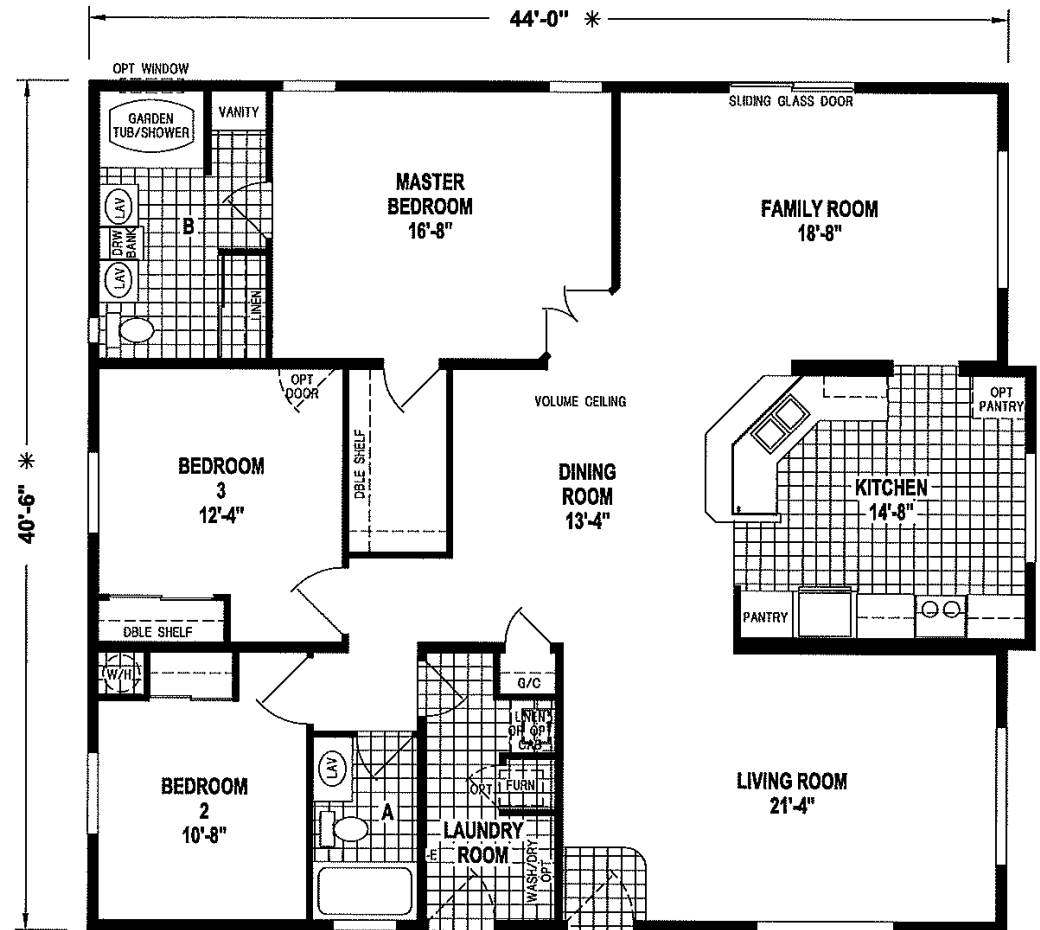 44'-0" ✳
OPT WINDOW
GARDEN
TUB/SHOWER
VANITY
SLIDING GLASS DOOR
MASTER
BEDROOM
16'-8"
FAMILY ROOM
18'-8"
LAV
DRW
BANK
LAV
B
LINEN
40'-6" ✳
OPT
DOOR
VOLUME CEILING
OPT
PANTRY
DBLE SHELF
BEDROOM
3
12'-4"
DINING
ROOM
13'-4"
KITCHEN
14'-8"
DBLE SHELF
PANTRY
W/H
G/C
LINEN
OR OPT
CAB
BEDROOM
2
10'-8"
LAV
A
OPT
FURN
LIVING ROOM
21'-4"
LAUNDRY
ROOM
-E
WASH/DRY
OPT